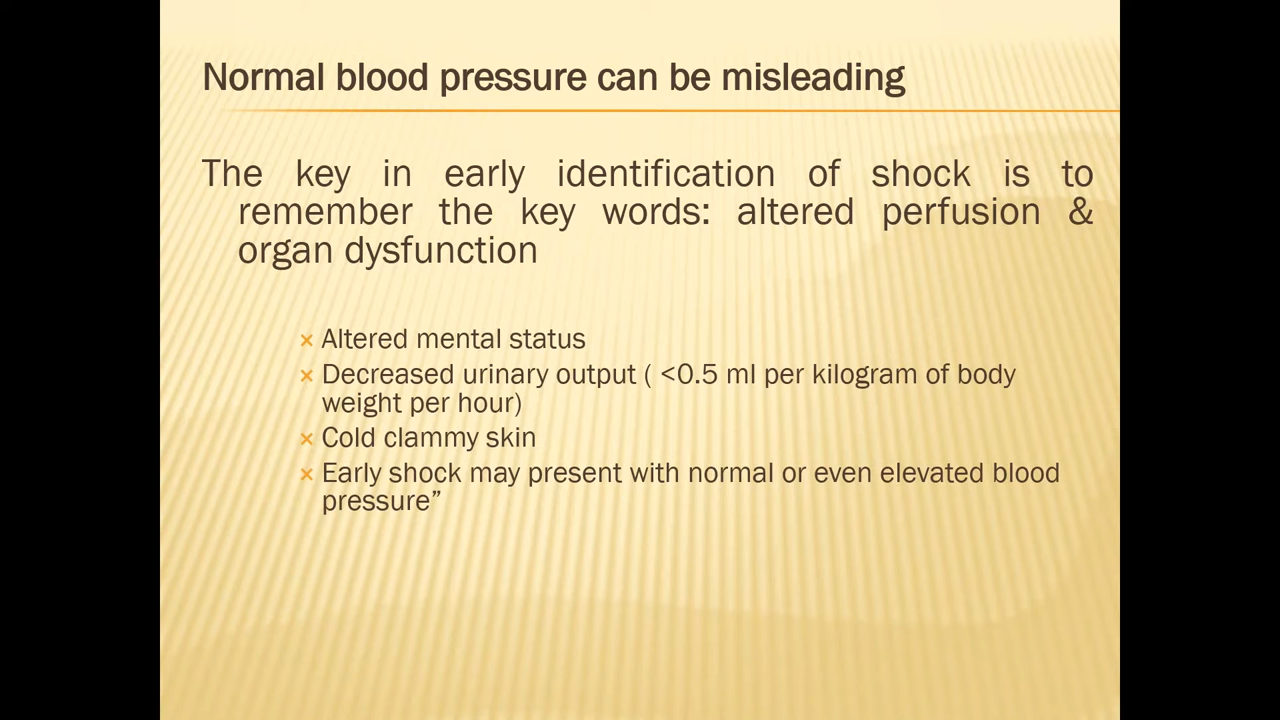 Normal blood pressure can be misleading
The key in early identification of shock is to
remember the key words: altered perfusion &
organ dysfunction
× Altered mental status
× Decreased urinary output ( <0.5 ml per kilogram of body
weight per hour)
× Cold clammy skin
× Early shock may present with normal or even elevated blood
pressure”